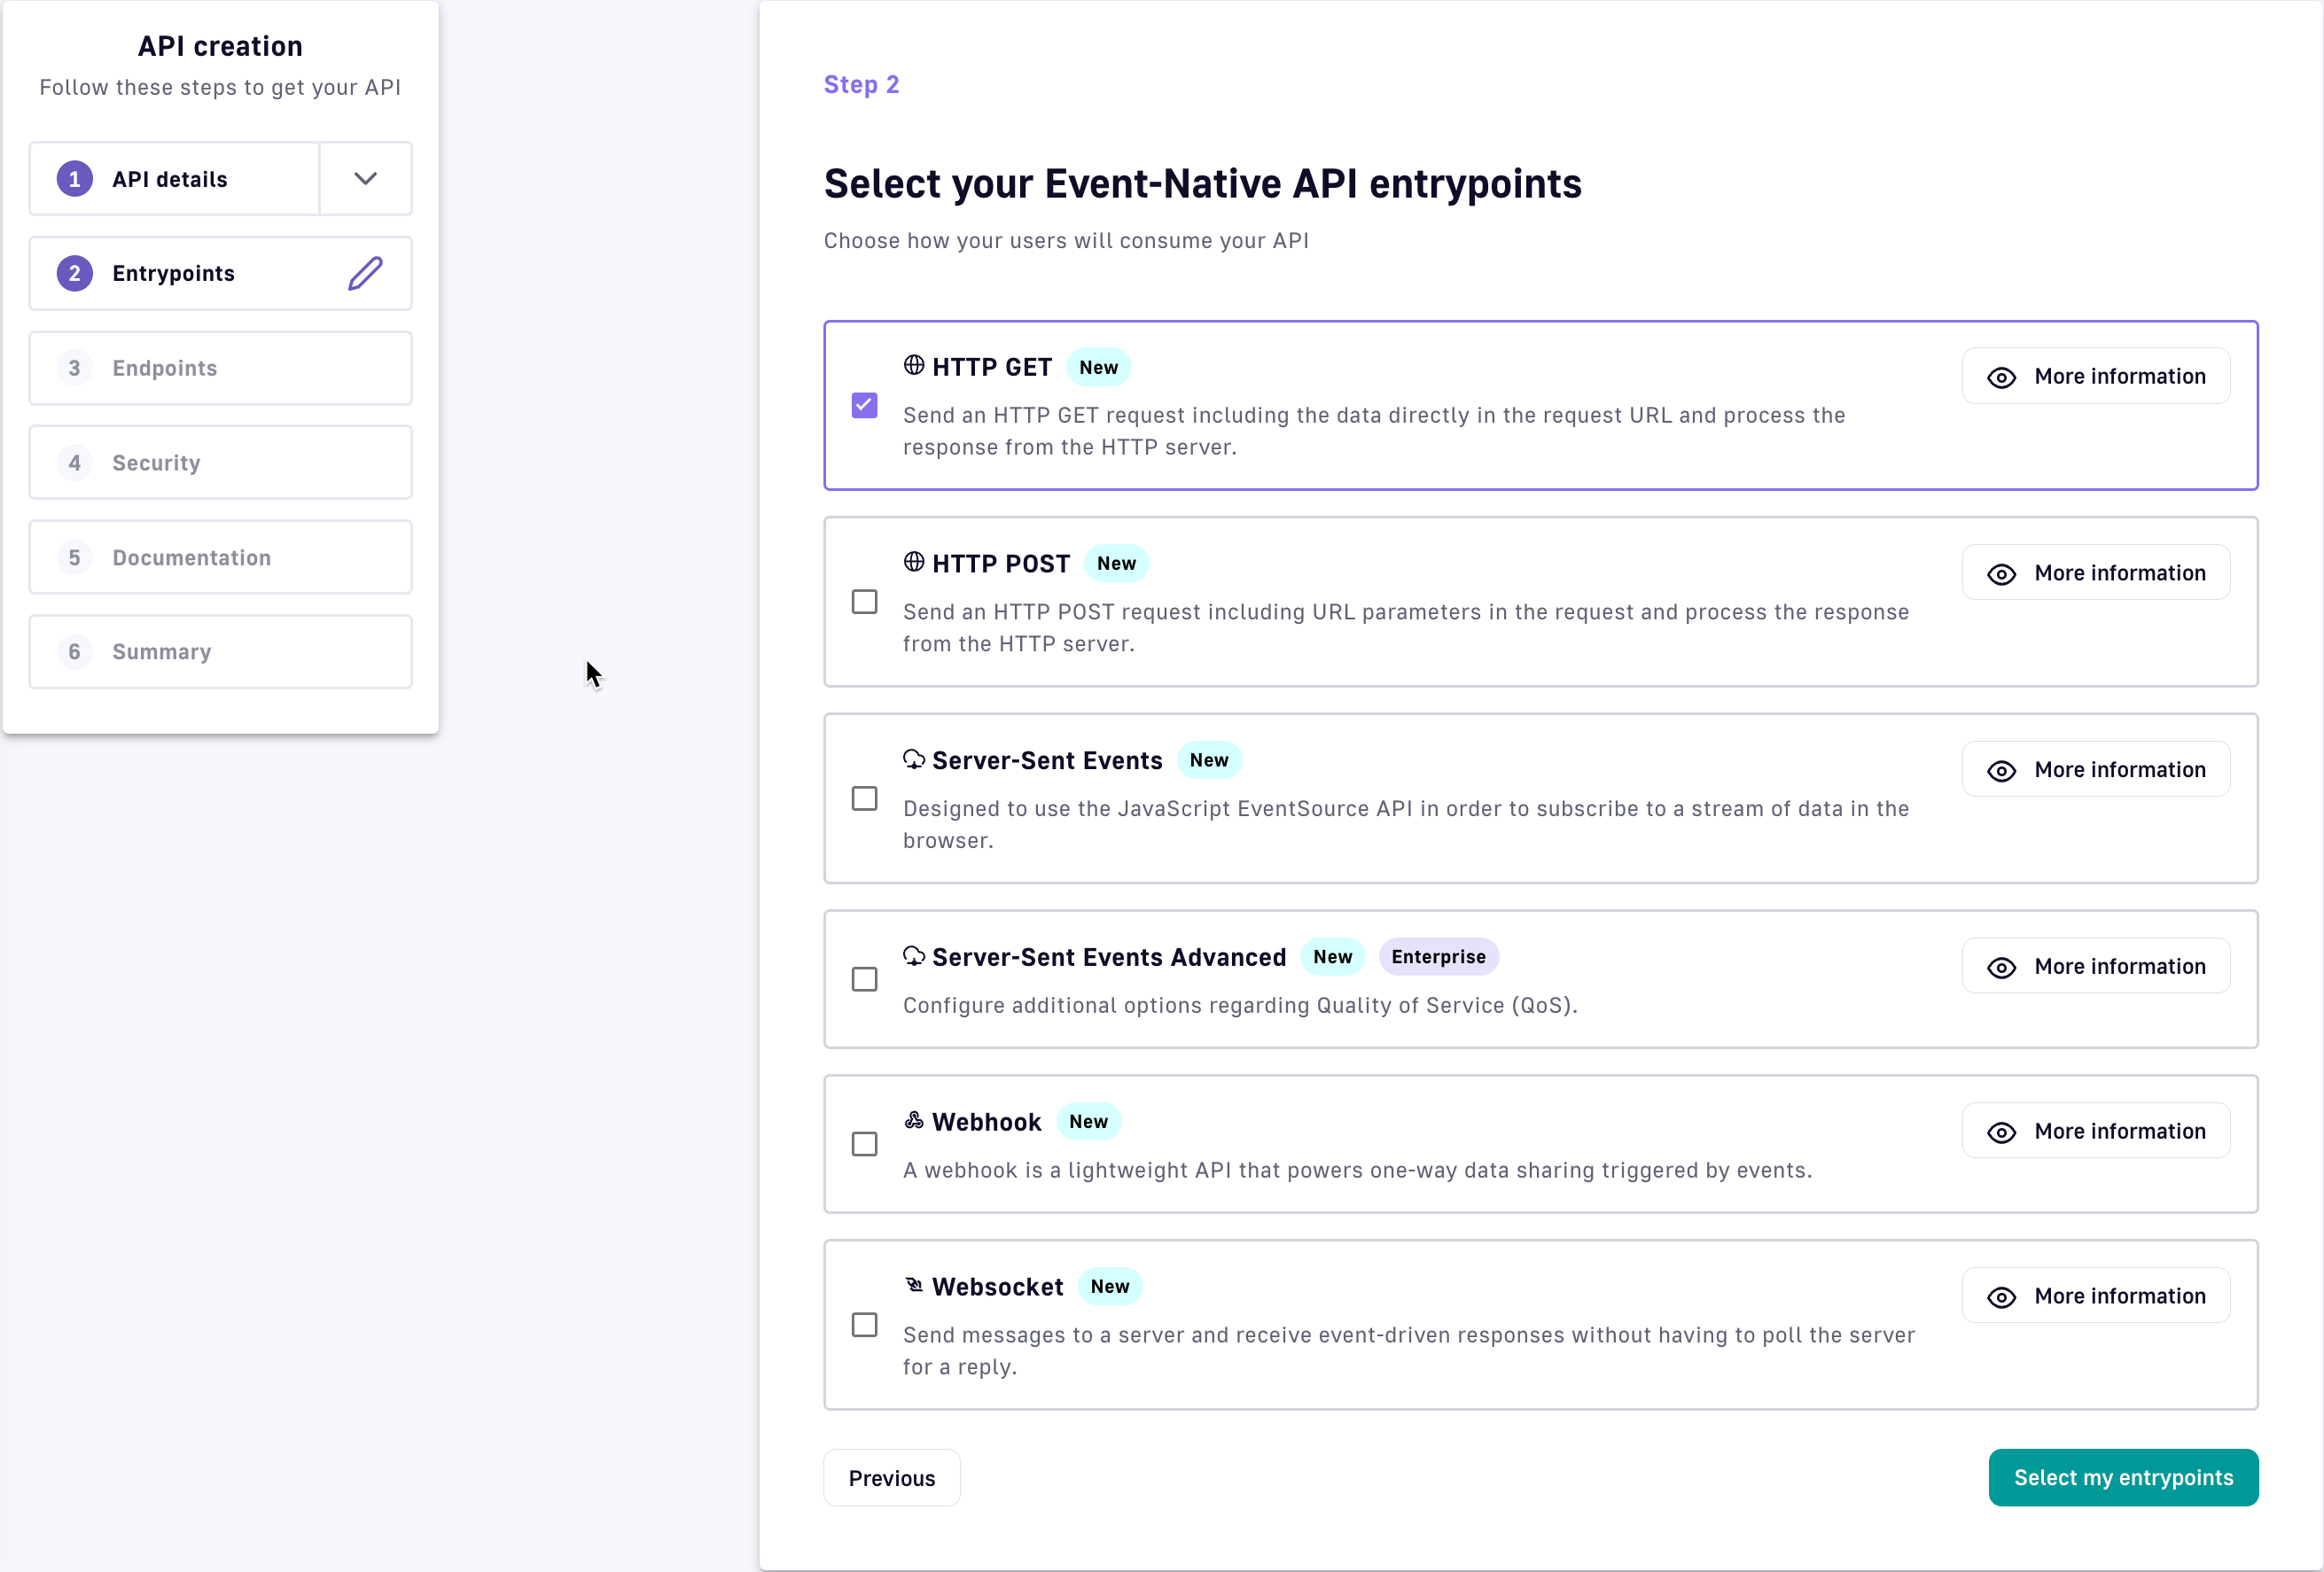 API creation
Follow these steps to get your API
1 API details
2 Entrypoints
3 Endpoints
4 Security
5 Documentation
6 Summary
Step 2
Select your Event-Native API entrypoints
Choose how your users will consume your API
HTTP GET New
More information
Send an HTTP GET request including the data directly in the request URL and process the
response from the HTTP server.
HTTP POST New
More information
Send an HTTP POST request including URL parameters in the request and process the response
from the HTTP server.
Server-Sent Events New
More information
Designed to use the JavaScript EventSource API in order to subscribe to a stream of data in the
browser.
Server-Sent Events Advanced New Enterprise
More information
Configure additional options regarding Quality of Service (QoS).
Webhook New
More information
A webhook is a lightweight API that powers one-way data sharing triggered by events.
Websocket New
More information
Send messages to a server and receive event-driven responses without having to poll the server
for a reply.
Previous
Select my entrypoints